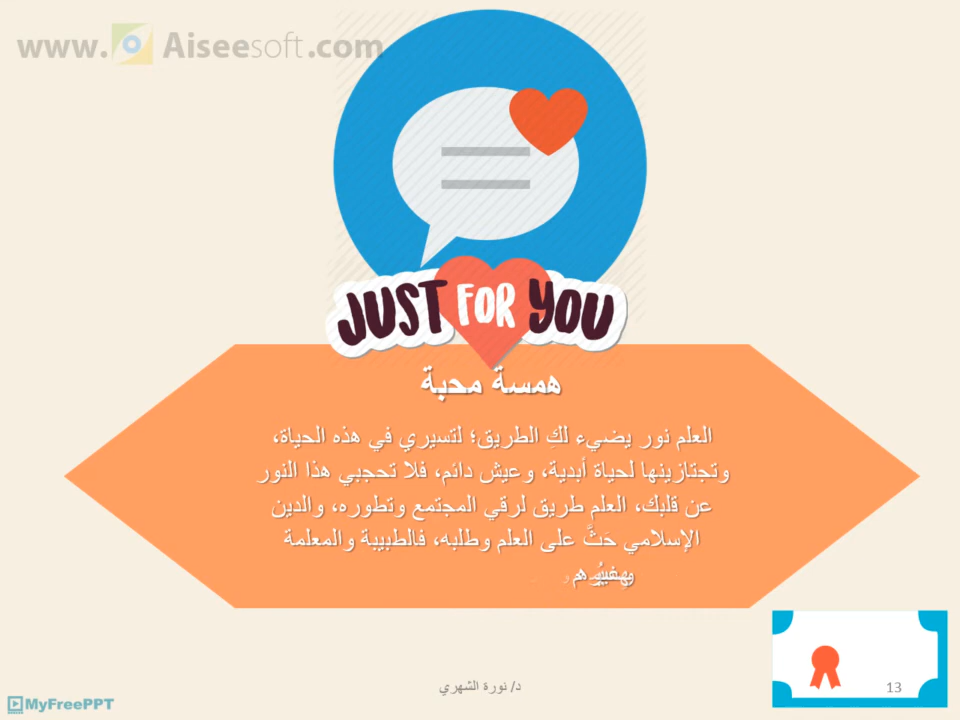 www.Aiseesoft.com
JUST FOR YOU
همسة محبة
العلم نور يضيء لكِ الطريق؛ لتسيري في هذه الحياة،
وتجتازينها لحياة أبدية، وعيش دائم، فلا تحجبي هذا النور
عن قلبك، العلم طريق لرقي المجتمع وتطوره، والدين
الإسلامي حَثَّ على العلم وطلبه، فالطبيبة والمعلمة
د/ نورة الشهري
13
MyFreePPT